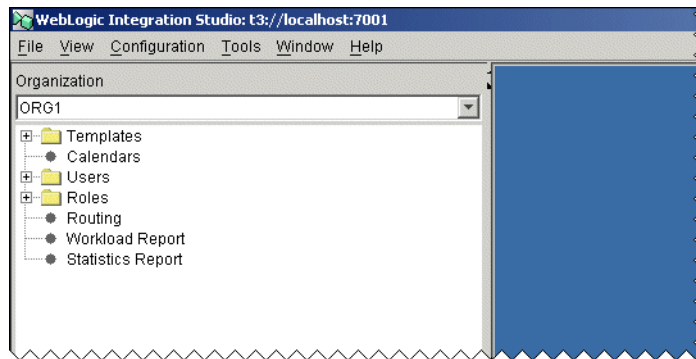 WebLogic Integration Studio: t3://localhost:7001
File View Configuration Tools Window Help
Organization
ORG1
Templates
Calendars
Users
Roles
Routing
Workload Report
Statistics Report